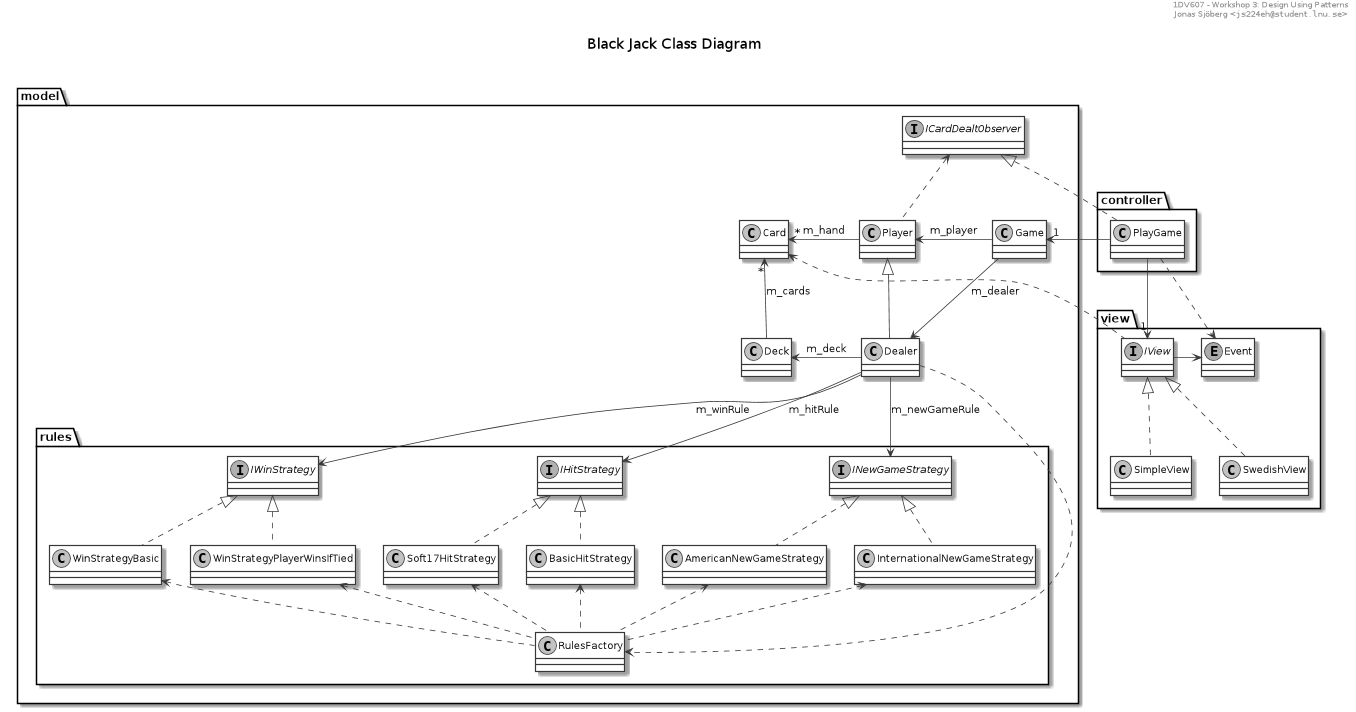 1DV607 - Workshop 3: Design Using Patterns
Jonas Sjöberg <js224eh@student.lnu.se>
Black Jack Class Diagram
model
I ICardDealtObserver
controller
C Card
* m_hand
C Player
m_player
C Game
1
C PlayGame
*
m_cards
m_dealer
view
1
C Deck
m_deck
C Dealer
I IView
E Event
m_winRule
m_hitRule
m_newGameRule
rules
I IWinStrategy
I IHitStrategy
I INewGameStrategy
C SimpleView
C SwedishView
C WinStrategyBasic
C WinStrategyPlayerWinsIfTied
C Soft17HitStrategy
C BasicHitStrategy
C AmericanNewGameStrategy
C InternationalNewGameStrategy
C RulesFactory